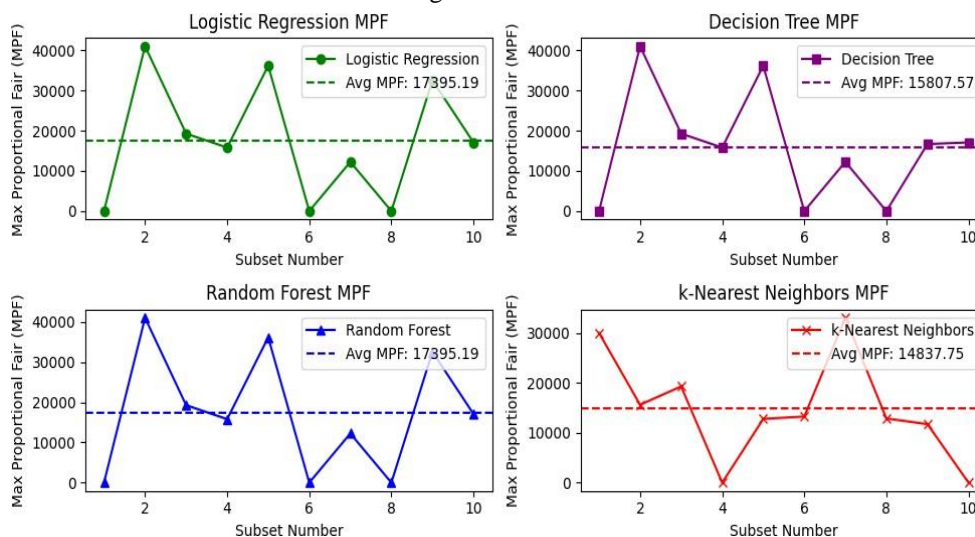 Logistic Regression MPF
Max Proportional Fair (MPF)
40000
30000
20000
10000
0
Logistic Regression
Avg MPF: 17395.19
2 4 6 8 10
Subset Number
Decision Tree MPF
Max Proportional Fair (MPF)
40000
30000
20000
10000
0
Decision Tree
Avg MPF: 15807.57
2 4 6 8 10
Subset Number
Random Forest MPF
Max Proportional Fair (MPF)
40000
30000
20000
10000
0
Random Forest
Avg MPF: 17395.19
2 4 6 8 10
Subset Number
k-Nearest Neighbors MPF
Max Proportional Fair (MPF)
30000
20000
10000
0
k-Nearest Neighbors
Avg MPF: 14837.75
2 4 6 8 10
Subset Number